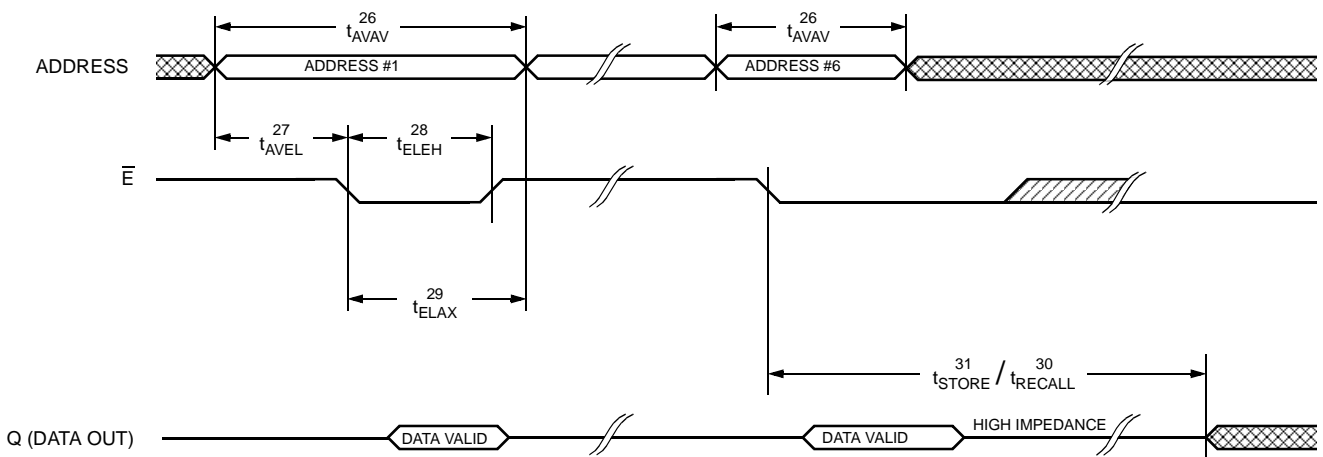 26
tAVAV
26
tAVAV
ADDRESS
ADDRESS #1
ADDRESS #6
27
tAVEL
28
tELEH
E̅
29
tELAX
31 30
tSTORE / tRECALL
Q (DATA OUT)
DATA VALID
DATA VALID
HIGH IMPEDANCE